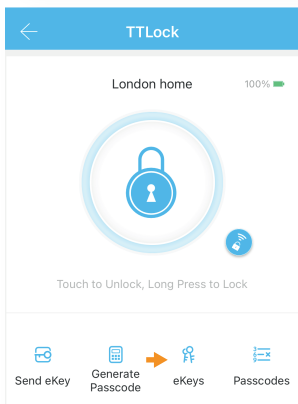 TTLock
London home
100%
Touch to Unlock, Long Press to Lock
Send eKey
Generate
Passcode
eKeys
Passcodes